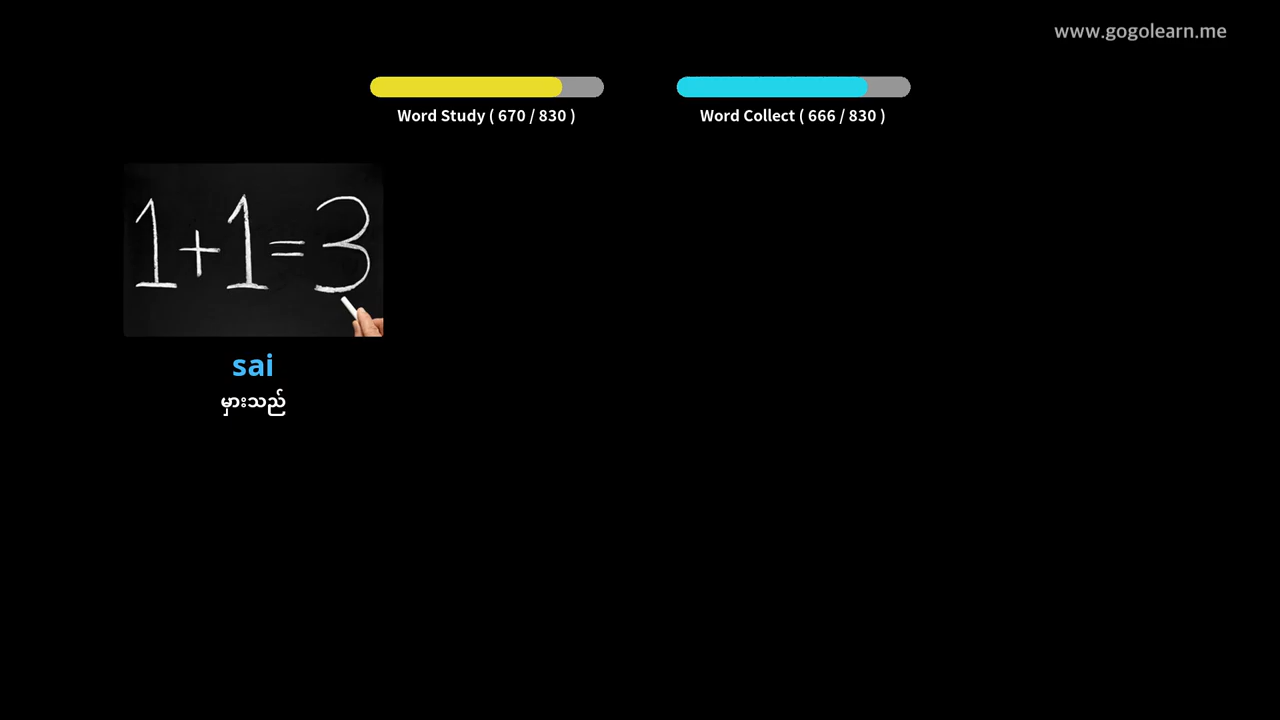 www.gogolearn.me
Word Study ( 670 / 830 )
Word Collect ( 666 / 830 )
1+1=3
sai
မှားသည်